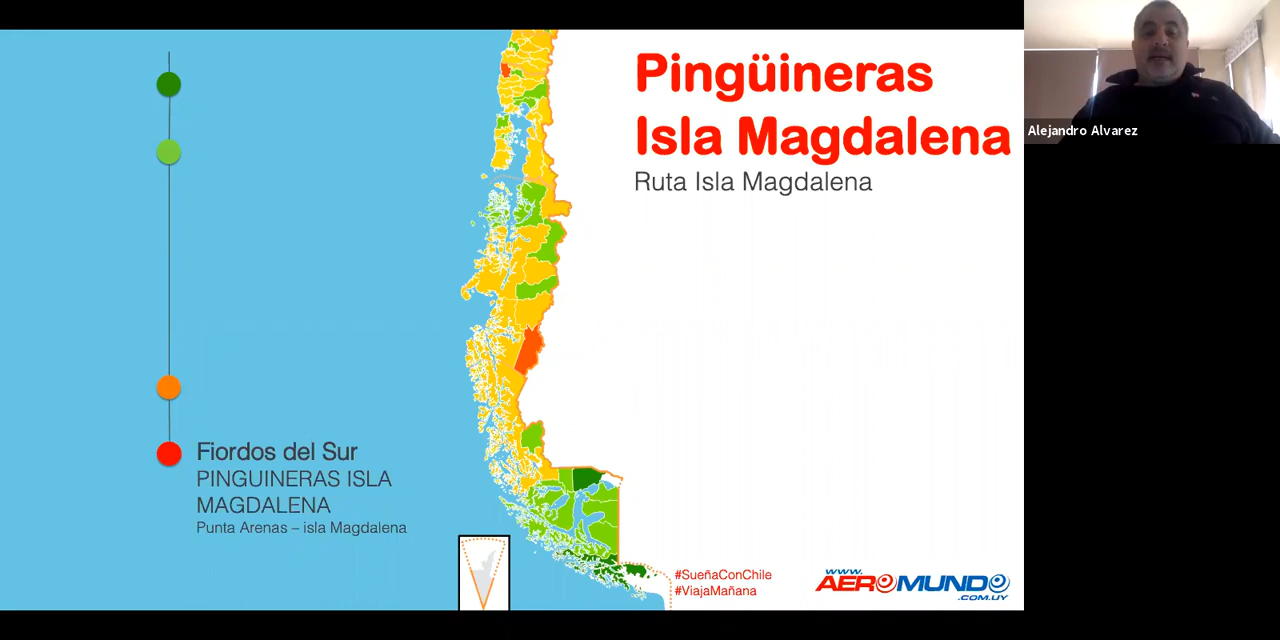 Pingüineras
Isla Magdalena
Ruta Isla Magdalena
Alejandro Alvarez
Fiordos del Sur
PINGUINERAS ISLA
MAGDALENA
Punta Arenas – isla Magdalena
#SueñaConChile
#ViajaMañana
www.
AEROMUNDO
.COM.UY